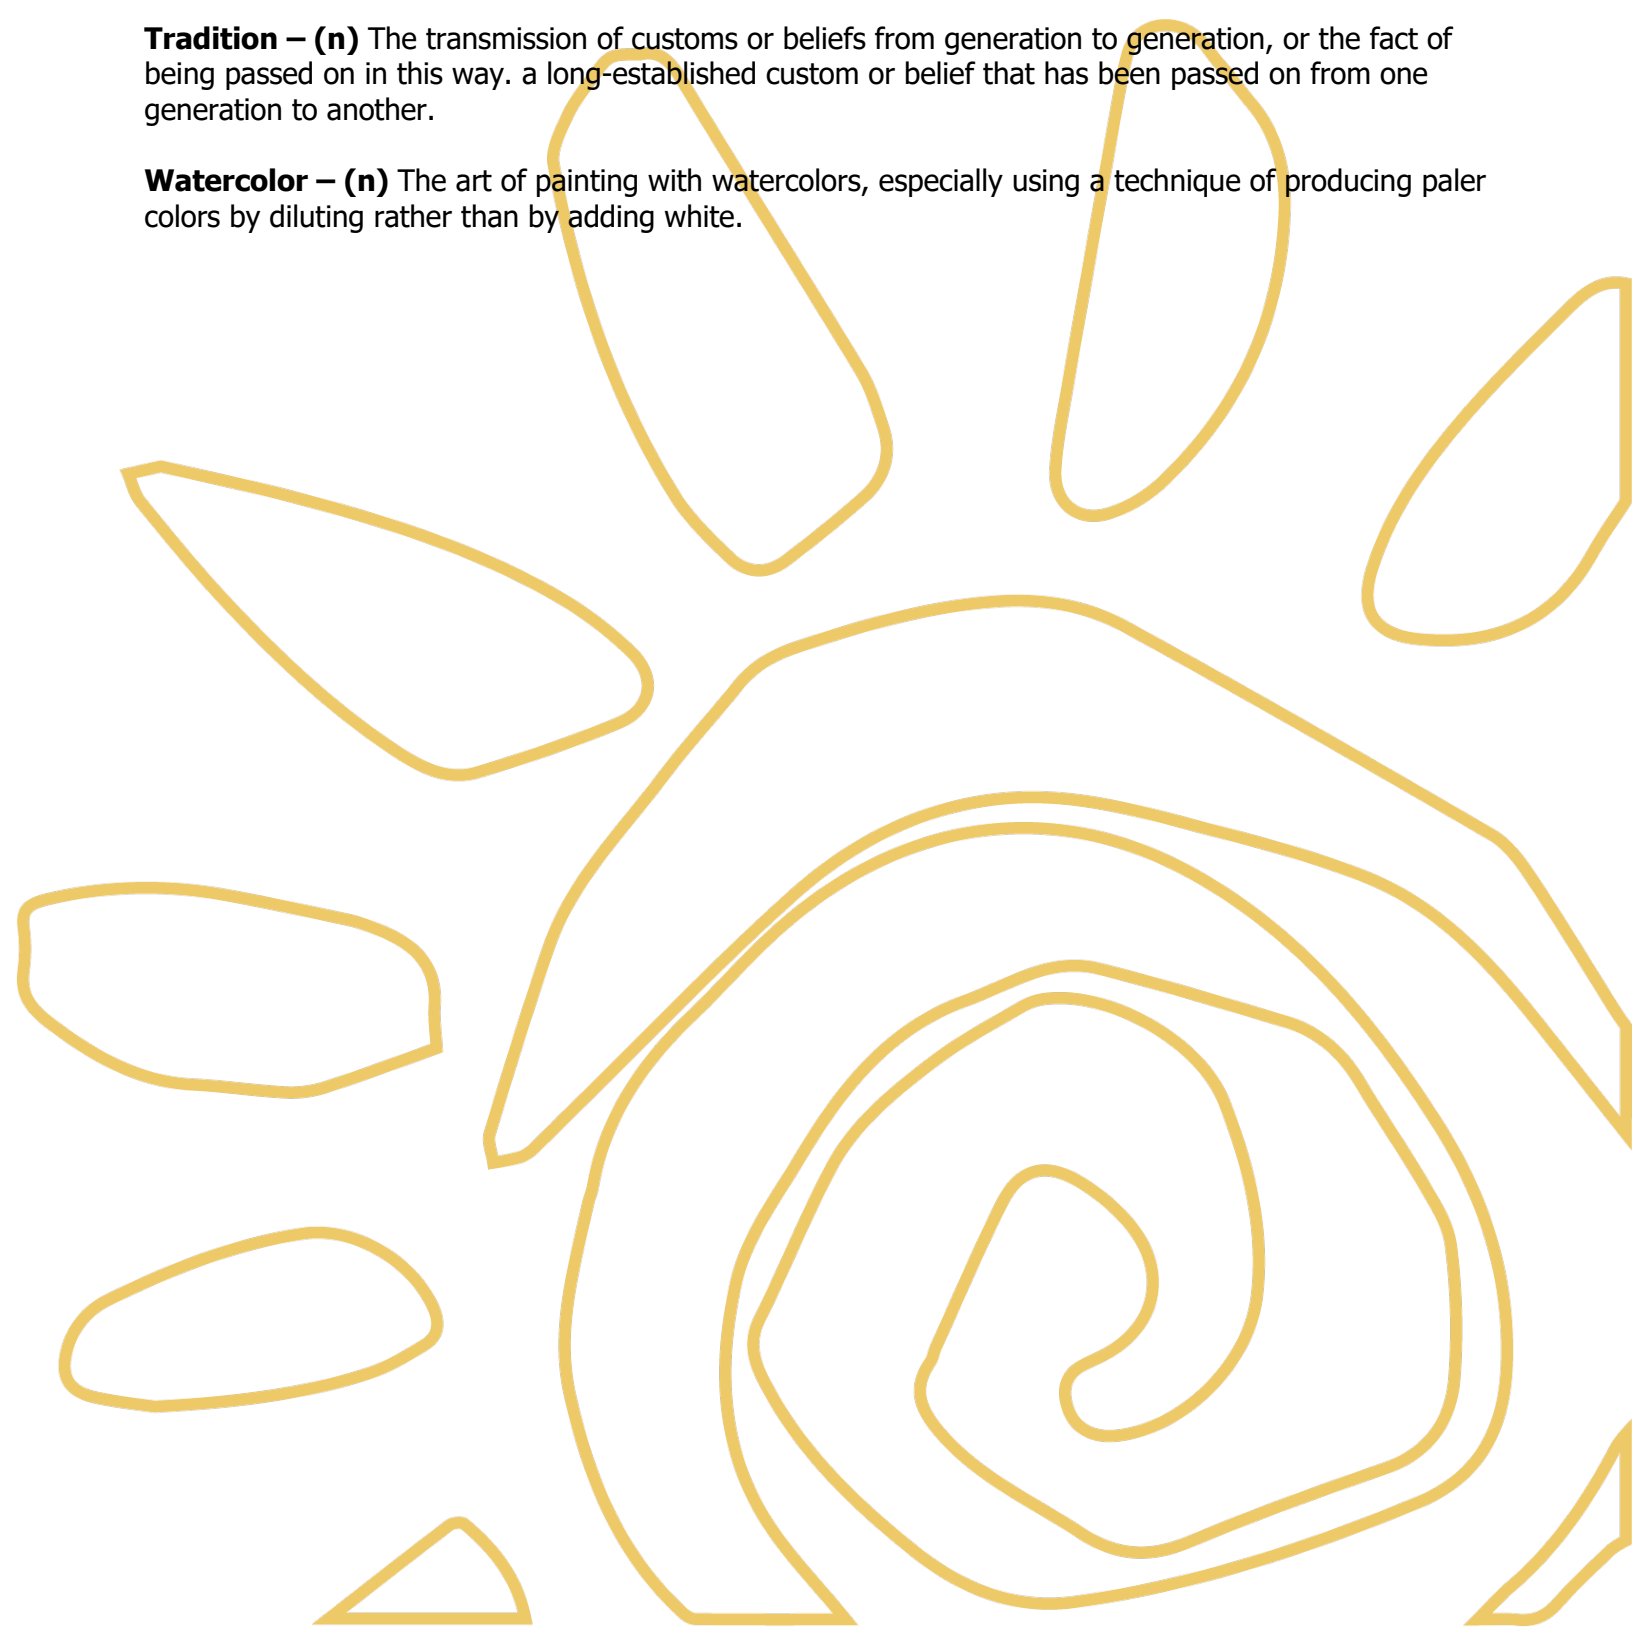 Tradition – (n) The transmission of customs or beliefs from generation to generation, or the fact of
being passed on in this way. a long-established custom or belief that has been passed on from one
generation to another.
Watercolor – (n) The art of painting with watercolors, especially using a technique of producing paler
colors by diluting rather than by adding white.